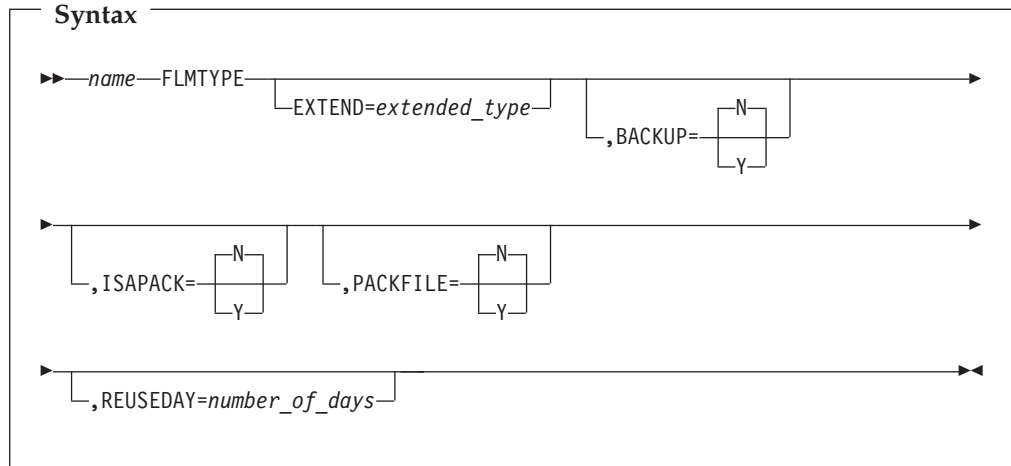 Syntax
name FLMTYPE
EXTEND=extended_type
,BACKUP=
N
Y
,ISAPACK=
N
Y
,PACKFILE=
N
Y
,REUSEDAY=number_of_days